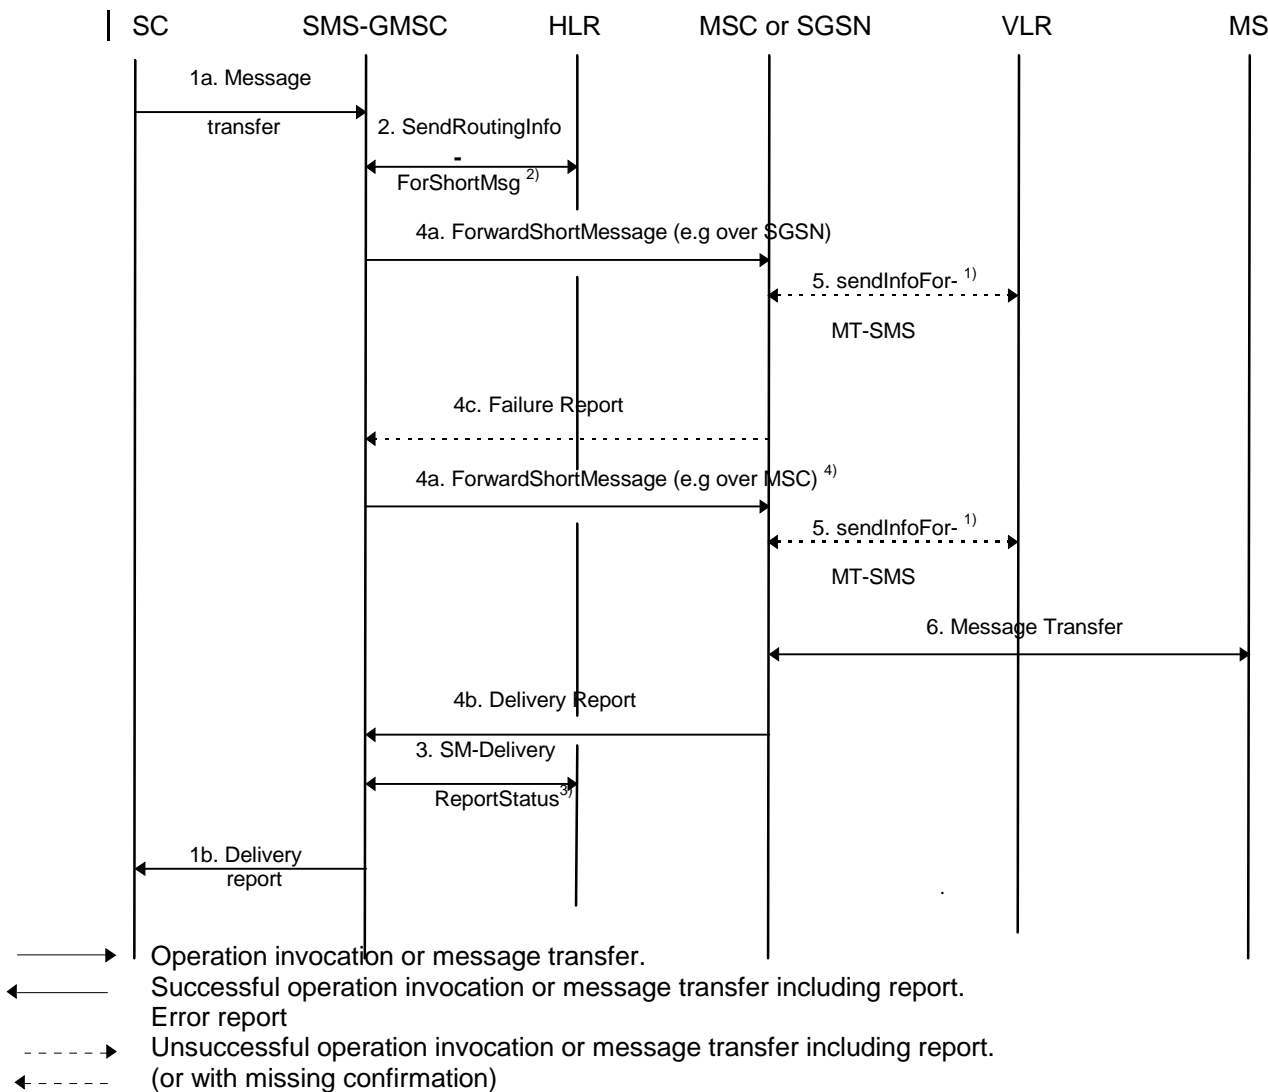 SC SMS-GMSC HLR MSC or SGSN VLR MS
1a. Message
transfer
2. SendRoutingInfo
-
ForShortMsg 2)
4a. ForwardShortMessage (e.g over SGSN)
5. sendInfoFor- 1)
MT-SMS
4c. Failure Report
4a. ForwardShortMessage (e.g over MSC) 4)
5. sendInfoFor- 1)
MT-SMS
6. Message Transfer
4b. Delivery Report
3. SM-Delivery
ReportStatus3)
1b. Delivery
report
.
Operation invocation or message transfer.
Successful operation invocation or message transfer including report.
Error report
Unsuccessful operation invocation or message transfer including report.
(or with missing confirmation)